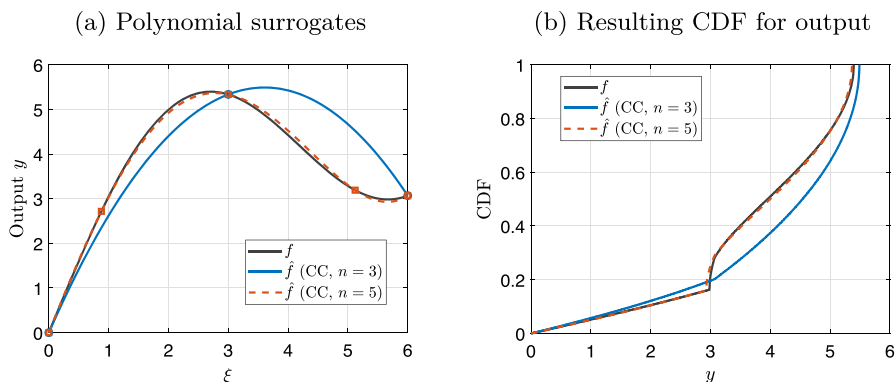 (a) Polynomial surrogates
6
5
4
3
2
1
0
0 1 2 3 4 5 6
Output y
ξ
f
f̂ (CC, n = 3)
f̂ (CC, n = 5)
(b) Resulting CDF for output
1
0.8
0.6
0.4
0.2
0
0 1 2 3 4 5 6
CDF
y
f
f̂ (CC, n = 3)
f̂ (CC, n = 5)